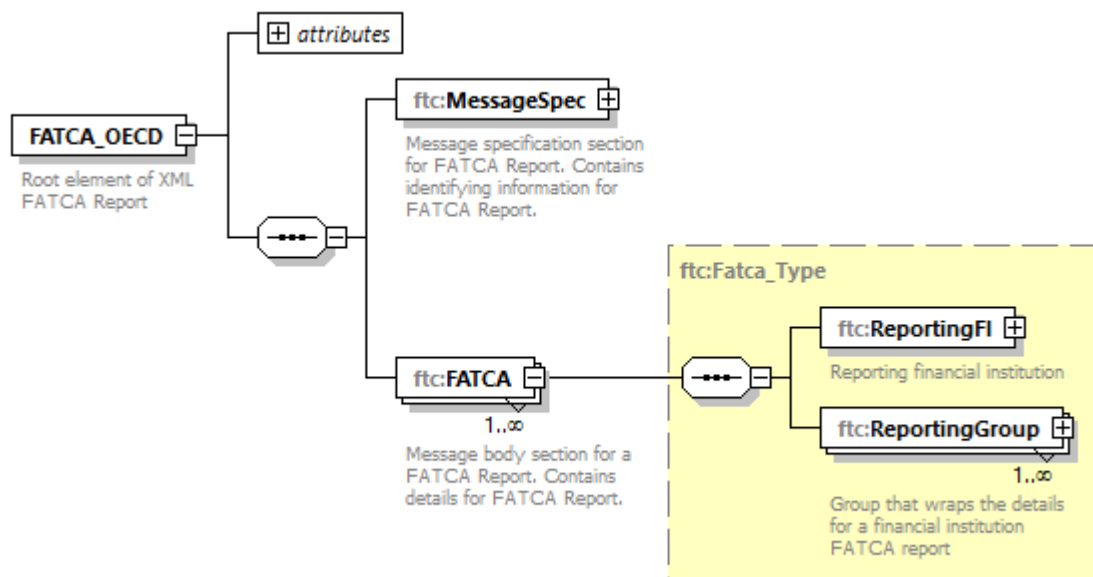 attributes
ftc:MessageSpec
Message specification section
for FATCA Report. Contains
identifying information for
FATCA Report.
FATCA_OECD
Root element of XML
FATCA Report
ftc:Fatca_Type
ftc:ReportingFI
Reporting financial institution
ftc:FATCA
1..∞
Message body section for a
FATCA Report. Contains
details for FATCA Report.
ftc:ReportingGroup
1..∞
Group that wraps the details
for a financial institution
FATCA report